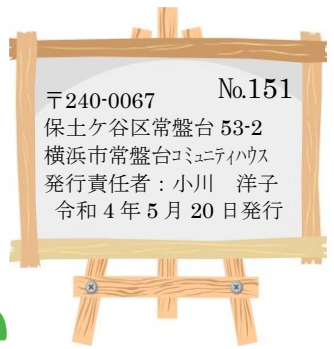 No.151
〒240-0067
保土ケ谷区常盤台 53-2
横浜市常盤台ｺﾐｭﾆﾃｨﾊｳｽ
発行責任者：小川　洋子
令和 4 年 5 月 20 日発行